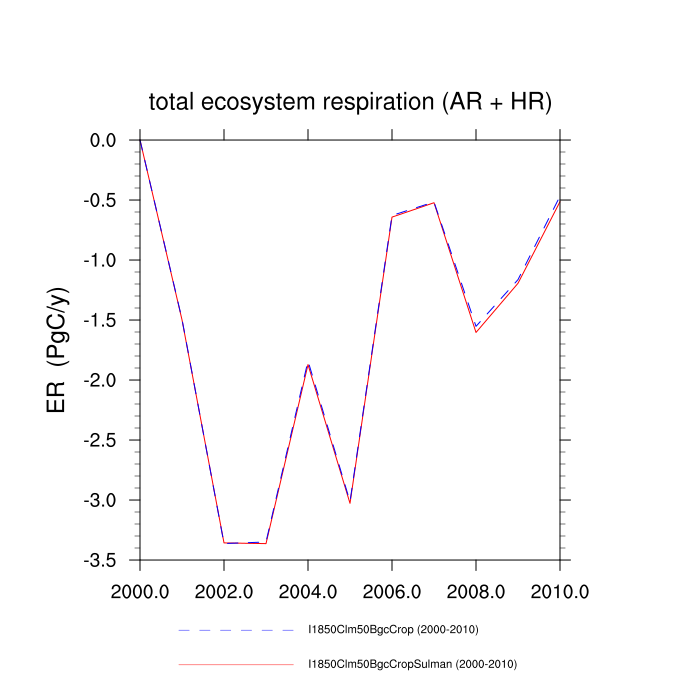 total ecosystem respiration (AR + HR)
0.0
-0.5
-1.0
-1.5
-2.0
-2.5
-3.0
-3.5
ER (PgC/y)
2000.0 2002.0 2004.0 2006.0 2008.0 2010.0
I1850Clm50BgcCrop (2000-2010)
I1850Clm50BgcCropSulman (2000-2010)